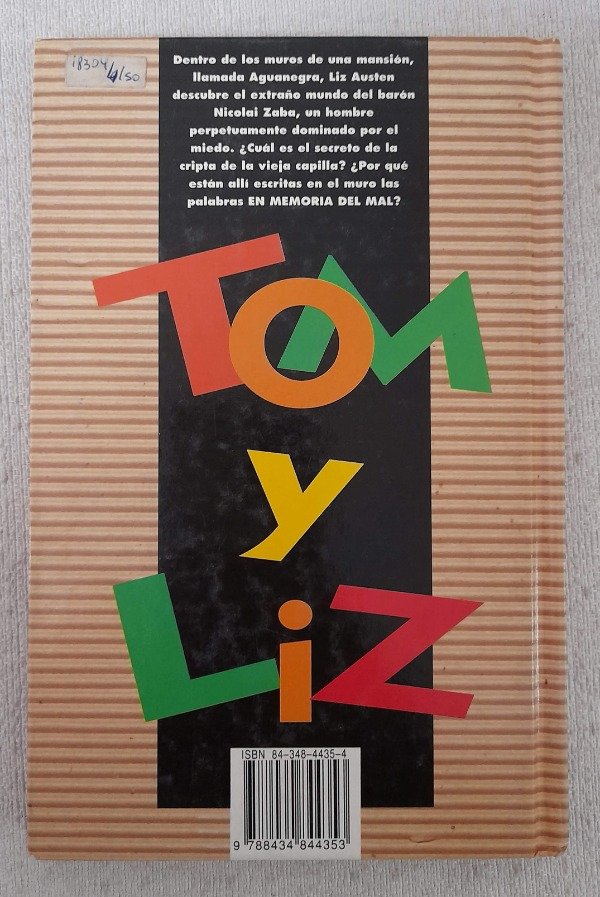 18304/4/50
Dentro de los muros de una mansión,
llamada Aguanegra, Liz Austen
descubre el extraño mundo del barón
Nicolai Zaba, un hombre
perpetuamente dominado por el
miedo. ¿Cuál es el secreto de la
cripta de la vieja capilla? ¿Por qué
están allí escritas en el muro las
palabras EN MEMORIA DEL MAL?
TOM
y
LiZ
ISBN 84-348-4435-4
9 788434 844353